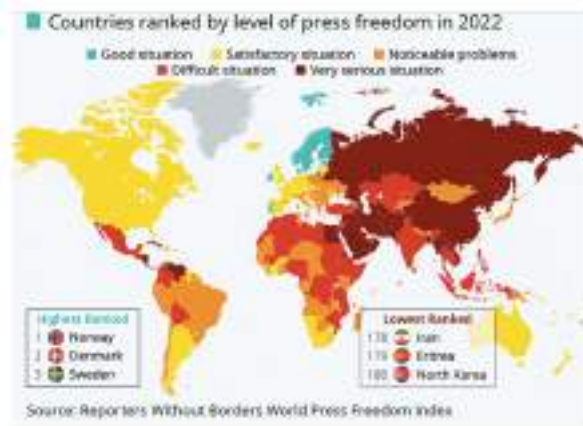 Countries ranked by level of press freedom in 2022
Good situation Satisfactory situation Noticeable problems
Difficult situation Very serious situation
Highest Ranked
1 Norway
2 Denmark
3 Sweden
Lowest Ranked
178 Iran
179 Eritrea
180 North Korea
Source: Reporters Without Borders World Press Freedom Index